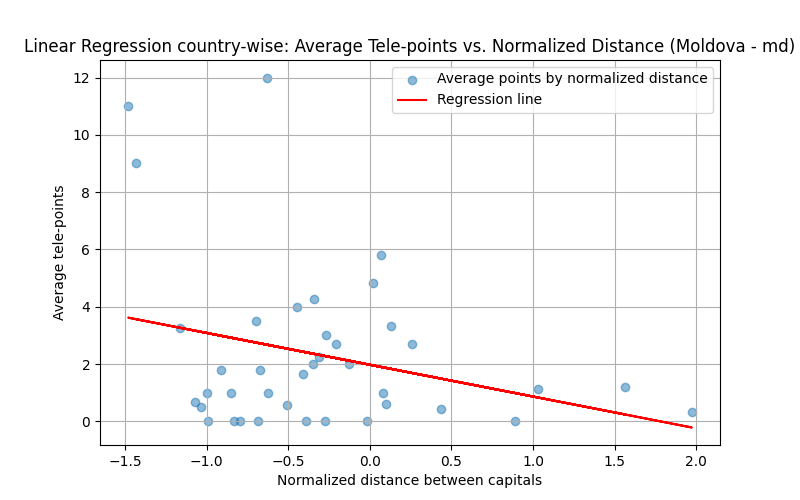 Linear Regression country-wise: Average Tele-points vs. Normalized Distance (Moldova - md)
Average points by normalized distance
Regression line
12
10
8
6
4
2
0
Average tele-points
−1.5 −1.0 −0.5 0.0 0.5 1.0 1.5 2.0
Normalized distance between capitals